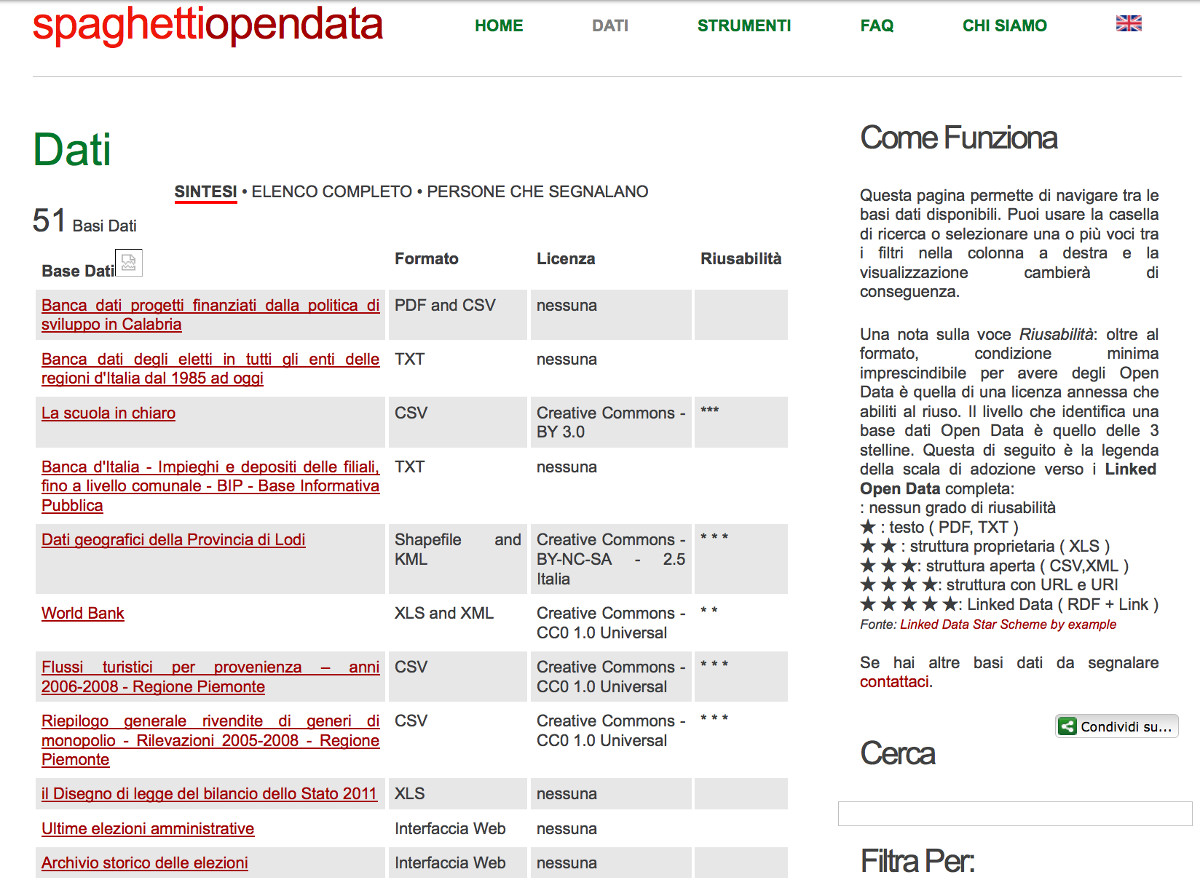 spaghettiopendata
HOME DATI STRUMENTI FAQ CHI SIAMO
Dati
SINTESI • ELENCO COMPLETO • PERSONE CHE SEGNALANO
51 Basi Dati
Base Dati Formato Licenza Riusabilità
Banca dati progetti finanziati dalla politica di PDF and CSV nessuna
sviluppo in Calabria
Banca dati degli eletti in tutti gli enti delle TXT nessuna
regioni d'Italia dal 1985 ad oggi
La scuola in chiaro CSV Creative Commons - ***
BY 3.0
Banca d'Italia - Impieghi e depositi delle filiali, TXT nessuna
fino a livello comunale - BIP - Base Informativa
Pubblica
Dati geografici della Provincia di Lodi Shapefile and Creative Commons - * * *
KML BY-NC-SA - 2.5
Italia
World Bank XLS and XML Creative Commons - * *
CC0 1.0 Universal
Flussi turistici per provenienza – anni CSV Creative Commons - * * *
2006-2008 - Regione Piemonte CC0 1.0 Universal
Riepilogo generale rivendite di generi di CSV Creative Commons - * * *
monopolio - Rilevazioni 2005-2008 - Regione CC0 1.0 Universal
Piemonte
il Disegno di legge del bilancio dello Stato 2011 XLS nessuna
Ultime elezioni amministrative Interfaccia Web nessuna
Archivio storico delle elezioni Interfaccia Web nessuna
Come Funziona
Questa pagina permette di navigare tra le
basi dati disponibili. Puoi usare la casella
di ricerca o selezionare una o più voci tra
i filtri nella colonna a destra e la
visualizzazione cambierà di
conseguenza.
Una nota sulla voce Riusabilità: oltre al
formato, condizione minima
imprescindibile per avere degli Open
Data è quella di una licenza annessa che
abiliti al riuso. Il livello che identifica una
base dati Open Data è quello delle 3
stelline. Questa di seguito è la legenda
della scala di adozione verso i Linked
Open Data completa:
: nessun grado di riusabilità
★ : testo ( PDF, TXT )
★ ★ : struttura proprietaria ( XLS )
★ ★ ★: struttura aperta ( CSV,XML )
★ ★ ★ ★: struttura con URL e URI
★ ★ ★ ★ ★: Linked Data ( RDF + Link )
Fonte: Linked Data Star Scheme by example
Se hai altre basi dati da segnalare
contattaci.
Condividi su...
Cerca
Filtra Per: